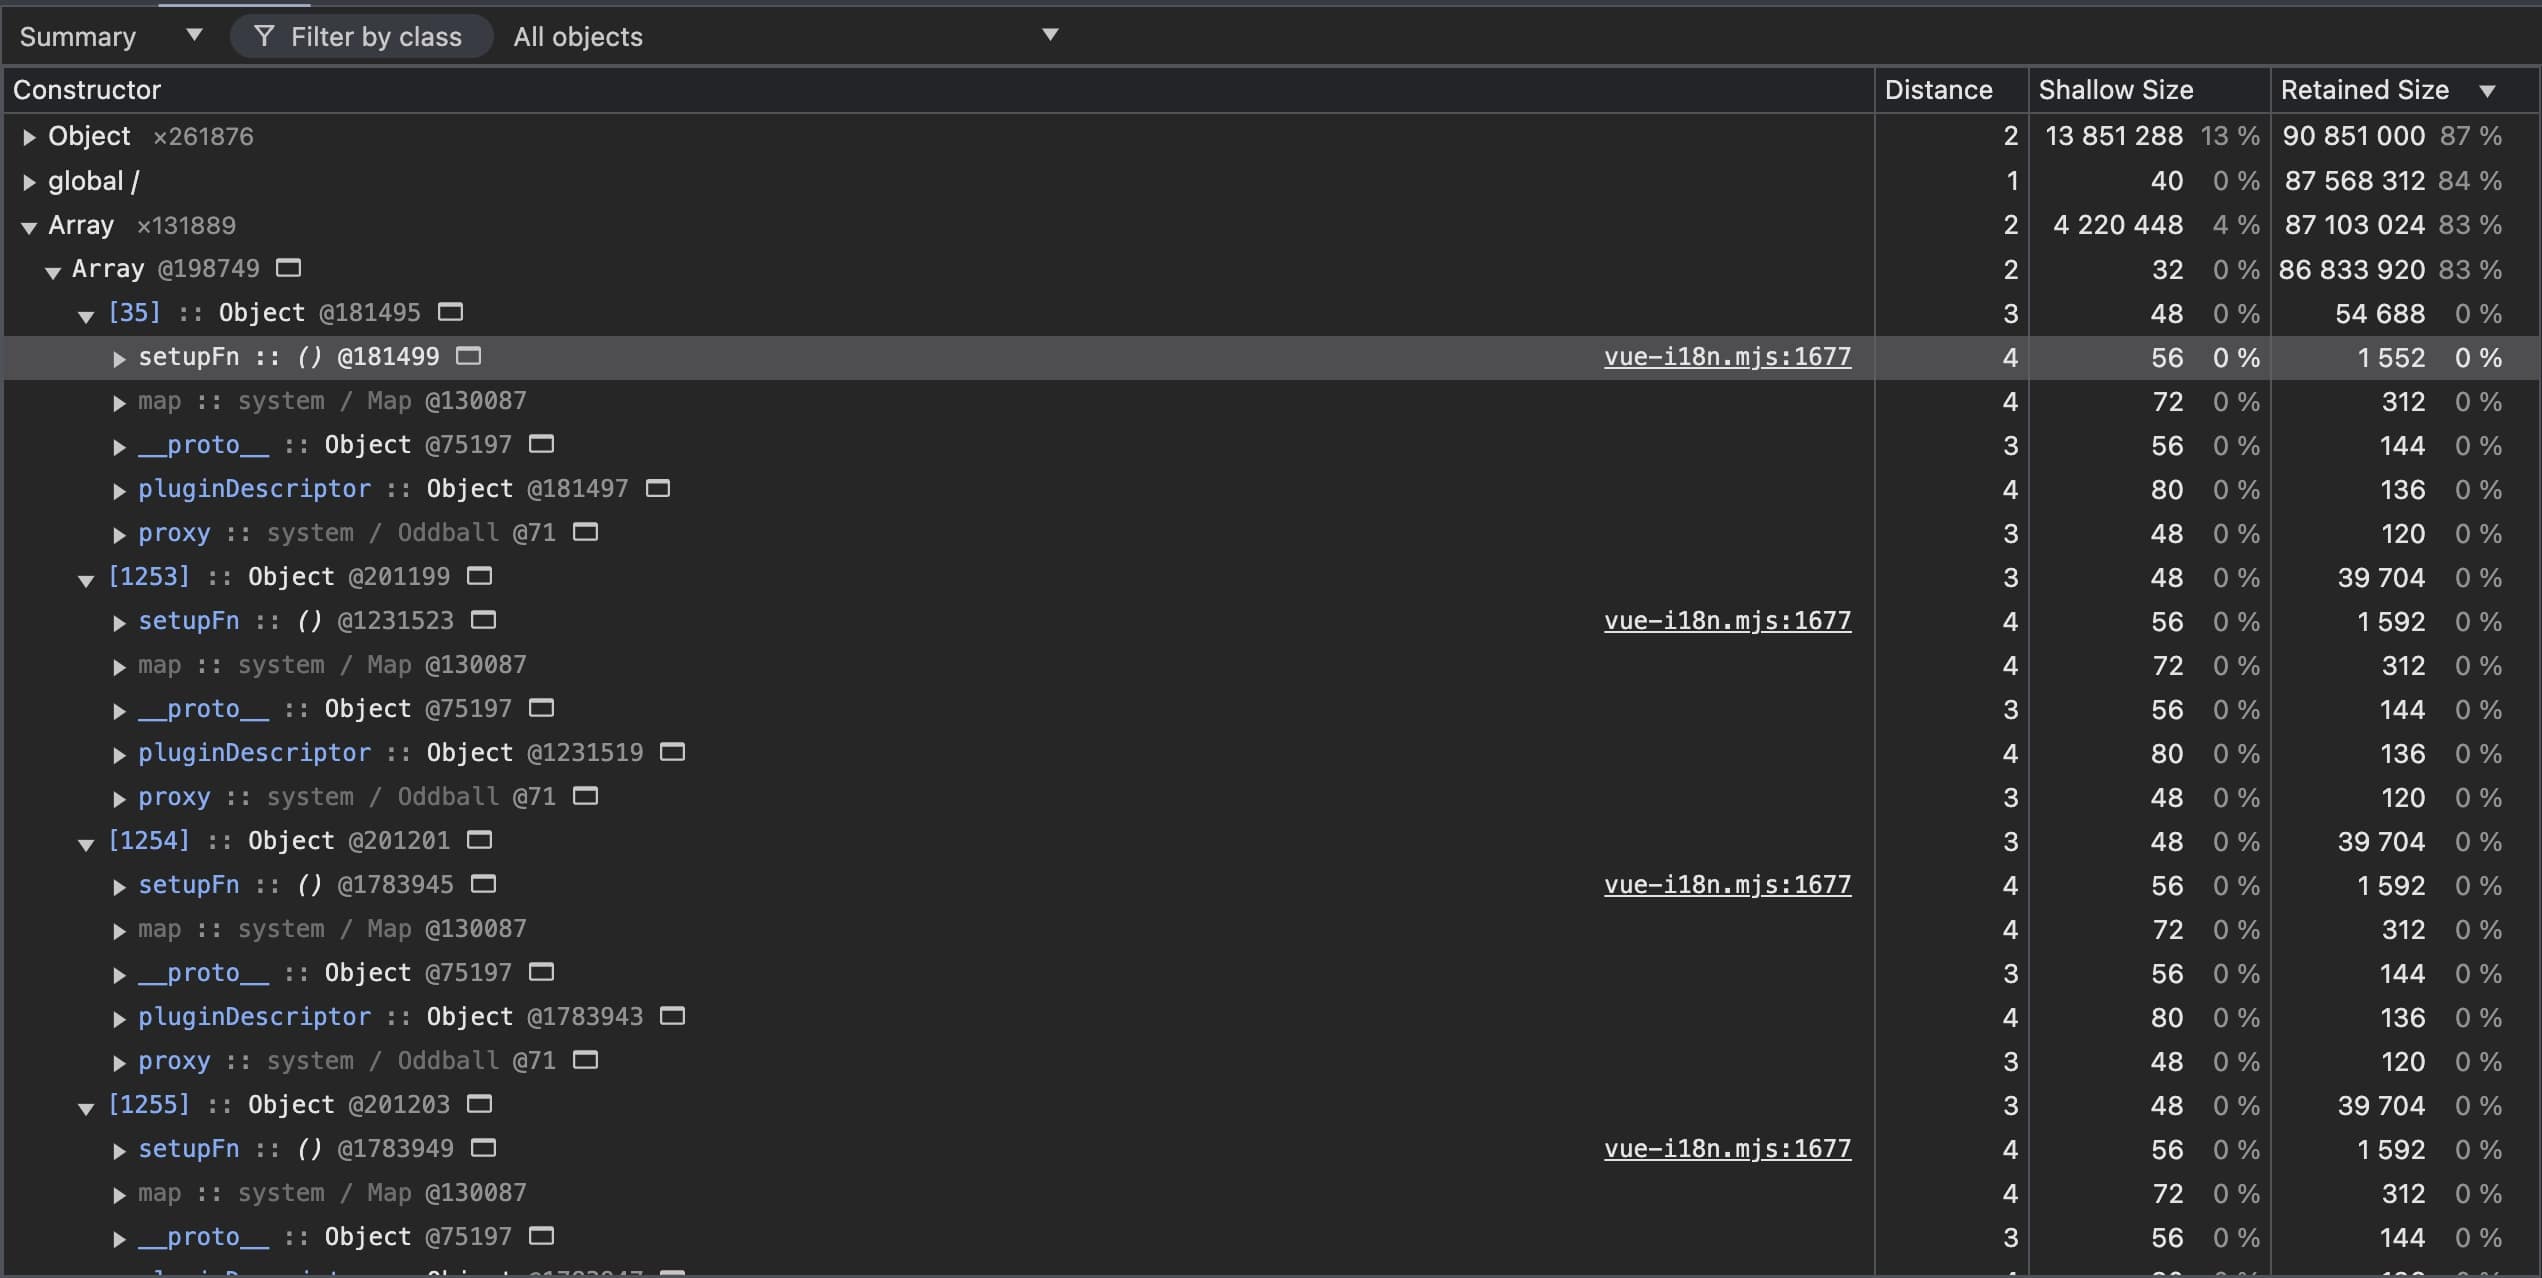 Summary ▼ Filter by class All objects ▼
Constructor Distance Shallow Size Retained Size ▼
▶ Object ×261876 2 13 851 288 13 % 90 851 000 87 %
▶ global / 1 40 0 % 87 568 312 84 %
▼ Array ×131889 2 4 220 448 4 % 87 103 024 83 %
▼ Array @198749 2 32 0 % 86 833 920 83 %
▼ [35] :: Object @181495 3 48 0 % 54 688 0 %
▶ setupFn :: () @181499 vue-i18n.mjs:1677 4 56 0 % 1 552 0 %
▶ map :: system / Map @130087 4 72 0 % 312 0 %
▶ __proto__ :: Object @75197 3 56 0 % 144 0 %
▶ pluginDescriptor :: Object @181497 4 80 0 % 136 0 %
▶ proxy :: system / Oddball @71 3 48 0 % 120 0 %
▼ [1253] :: Object @201199 3 48 0 % 39 704 0 %
▶ setupFn :: () @1231523 vue-i18n.mjs:1677 4 56 0 % 1 592 0 %
▶ map :: system / Map @130087 4 72 0 % 312 0 %
▶ __proto__ :: Object @75197 3 56 0 % 144 0 %
▶ pluginDescriptor :: Object @1231519 4 80 0 % 136 0 %
▶ proxy :: system / Oddball @71 3 48 0 % 120 0 %
▼ [1254] :: Object @201201 3 48 0 % 39 704 0 %
▶ setupFn :: () @1783945 vue-i18n.mjs:1677 4 56 0 % 1 592 0 %
▶ map :: system / Map @130087 4 72 0 % 312 0 %
▶ __proto__ :: Object @75197 3 56 0 % 144 0 %
▶ pluginDescriptor :: Object @1783943 4 80 0 % 136 0 %
▶ proxy :: system / Oddball @71 3 48 0 % 120 0 %
▼ [1255] :: Object @201203 3 48 0 % 39 704 0 %
▶ setupFn :: () @1783949 vue-i18n.mjs:1677 4 56 0 % 1 592 0 %
▶ map :: system / Map @130087 4 72 0 % 312 0 %
▶ __proto__ :: Object @75197 3 56 0 % 144 0 %